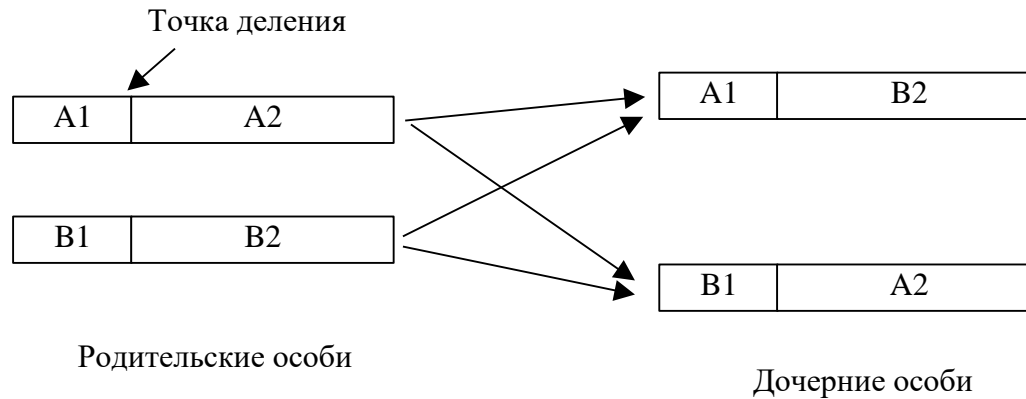 Точка деления
A1 A2
A1 B2
B1 B2
B1 A2
Родительские особи
Дочерние особи